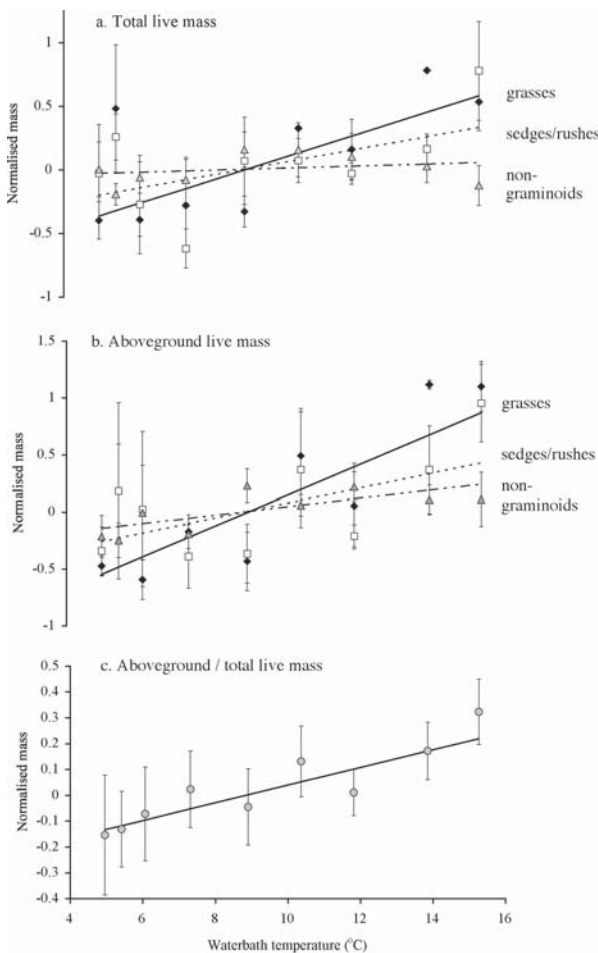 a. Total live mass
1
0.5
0
-0.5
-1
Normalised mass
grasses
sedges/rushes
non-
graminoids
b. Aboveground live mass
1.5
1
0.5
0
-0.5
-1
Normalised mass
grasses
sedges/rushes
non-
graminoids
c. Aboveground / total live mass
0.5
0.4
0.3
0.2
0.1
0
-0.1
-0.2
-0.3
-0.4
Normalised mass
4 6 8 10 12 14 16
Waterbath temperature (°C)